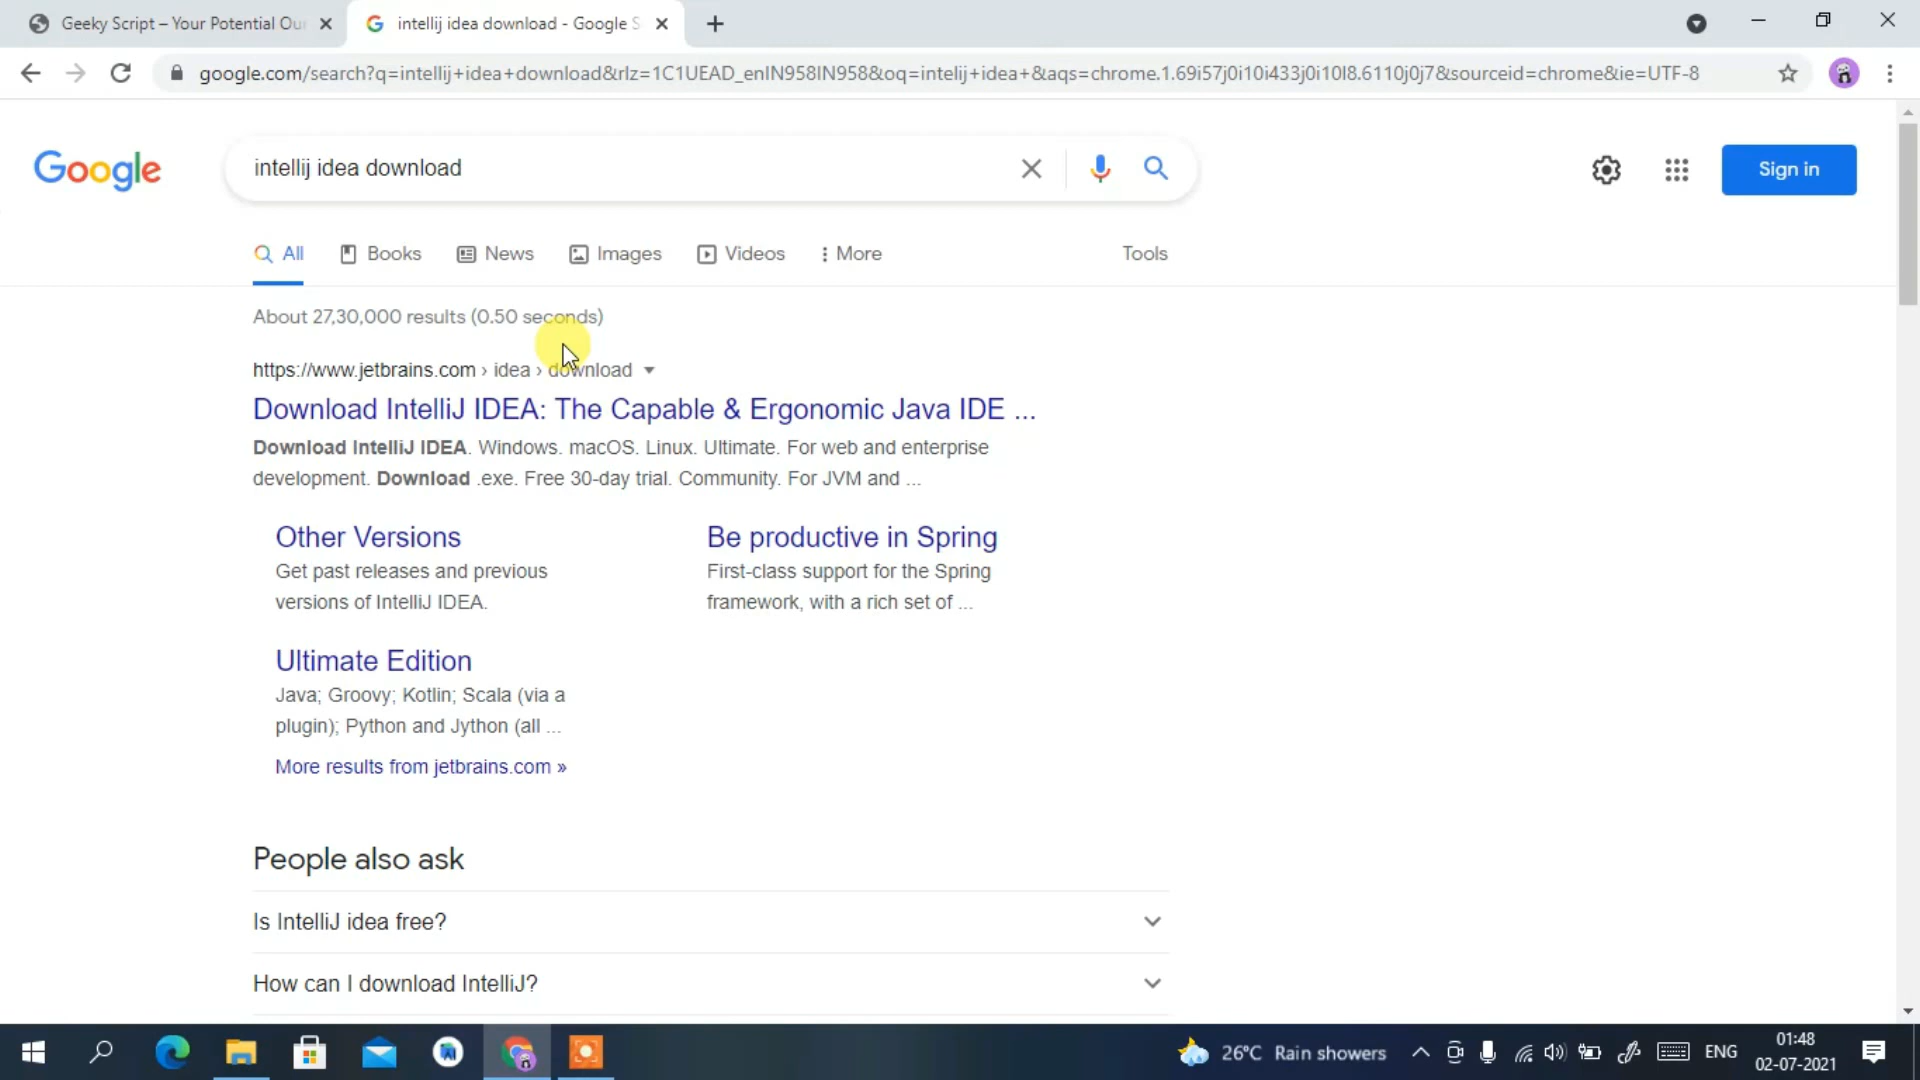 Geeky Script – Your Potential Our
intellij idea download - Google S
google.com/search?q=intellij+idea+download&rlz=1C1UEAD_enIN958IN958&oq=intelij+idea+&aqs=chrome.1.69i57j0i10i433j0i10l8.6110j0j7&sourceid=chrome&ie=UTF-8
Google
intellij idea download
Sign in
All
Books
News
Images
Videos
More
Tools
About 27,30,000 results (0.50 seconds)
https://www.jetbrains.com › idea › download
Download IntelliJ IDEA: The Capable & Ergonomic Java IDE ...
Download IntelliJ IDEA. Windows. macOS. Linux. Ultimate. For web and enterprise
development. Download .exe. Free 30-day trial. Community. For JVM and ...
Other Versions
Get past releases and previous
versions of IntelliJ IDEA.
Be productive in Spring
First-class support for the Spring
framework, with a rich set of ...
Ultimate Edition
Java; Groovy; Kotlin; Scala (via a
plugin); Python and Jython (all ...
More results from jetbrains.com »
People also ask
Is IntelliJ idea free?
How can I download IntelliJ?
26°C Rain showers
ENG
01:48
02-07-2021